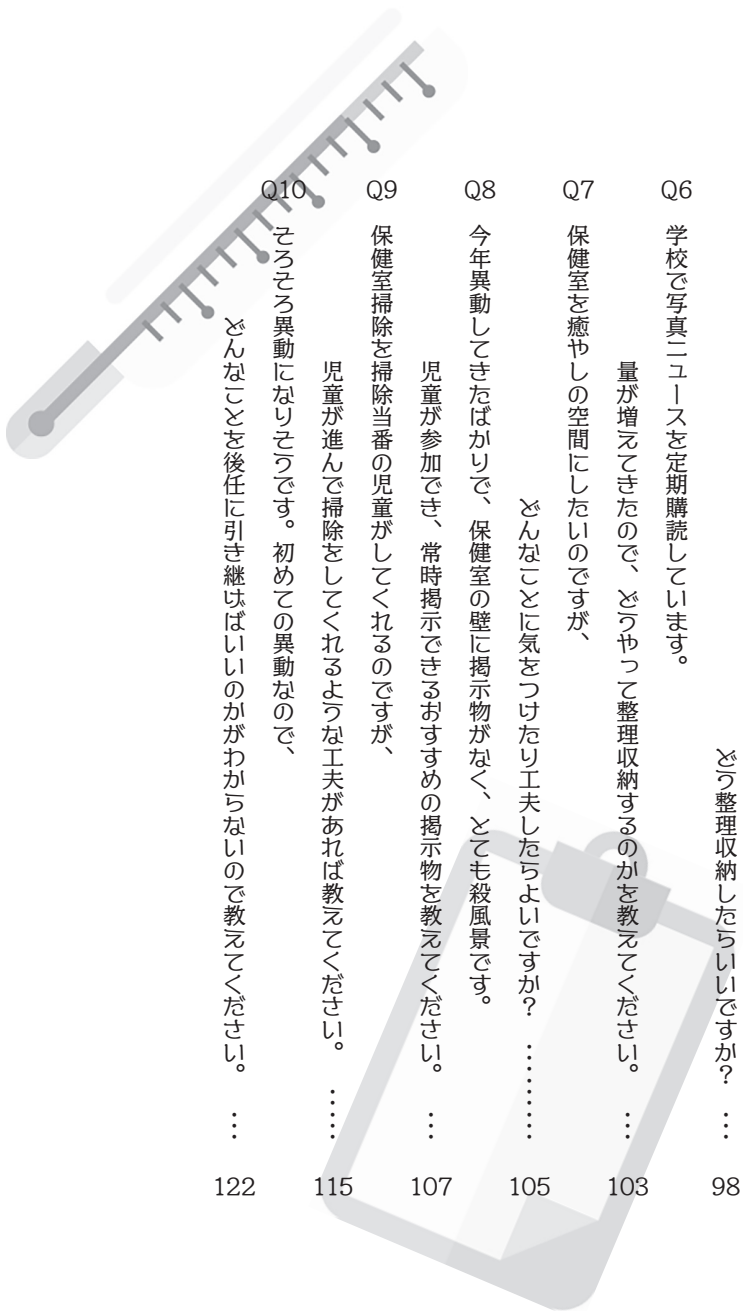 どう整理収納したらいいですか？ … 98
Q6 学校で写真ニュースを定期購読しています。
量が増えてきたので、どうやって整理収納するのかを教えてください。 … 103
Q7 保健室を癒やしの空間にしたいのですが、
どんなことに気をつけたり工夫したらよいですか？ ……… 105
Q8 今年異動してきたばかりで、保健室の壁に掲示物がなく、とても殺風景です。
児童が参加でき、常時掲示できるおすすめの掲示物を教えてください。 … 107
Q9 保健室掃除を掃除当番の児童がしてくれるのですが、
児童が進んで掃除をしてくれるような工夫があれば教えてください。 …… 115
Q10 そろそろ異動になりそうです。初めての異動なので、
どんなことを後任に引き継げばいいのかがわからないので教えてください。 … 122